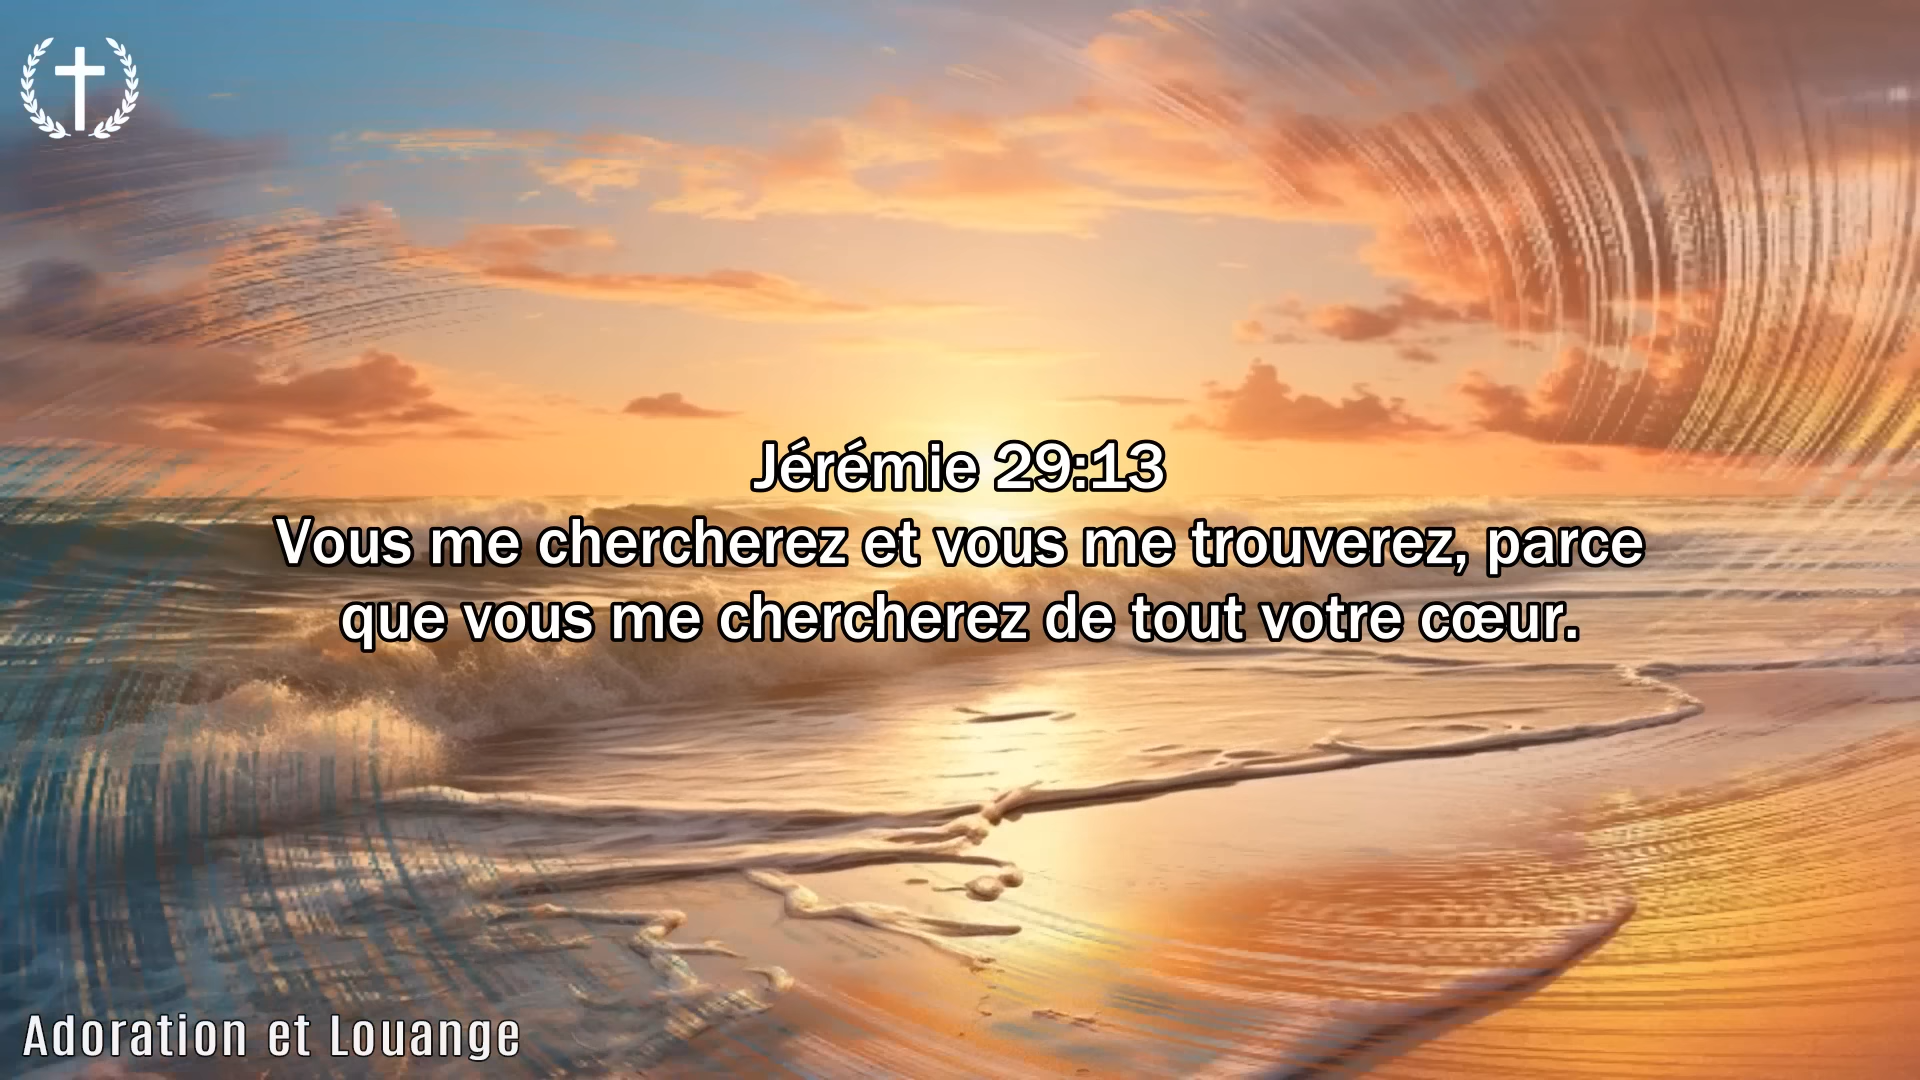 Jérémie 29:13
Vous me chercherez et vous me trouverez, parce
que vous me chercherez de tout votre cœur.
Adoration et Louange